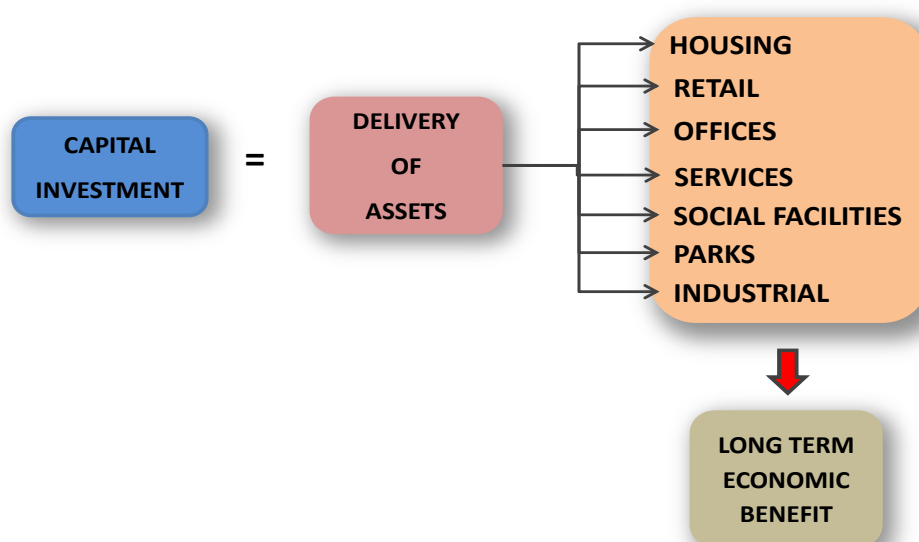 CAPITAL
INVESTMENT
=
DELIVERY
OF
ASSETS
HOUSING
RETAIL
OFFICES
SERVICES
SOCIAL FACILITIES
PARKS
INDUSTRIAL
LONG TERM
ECONOMIC
BENEFIT